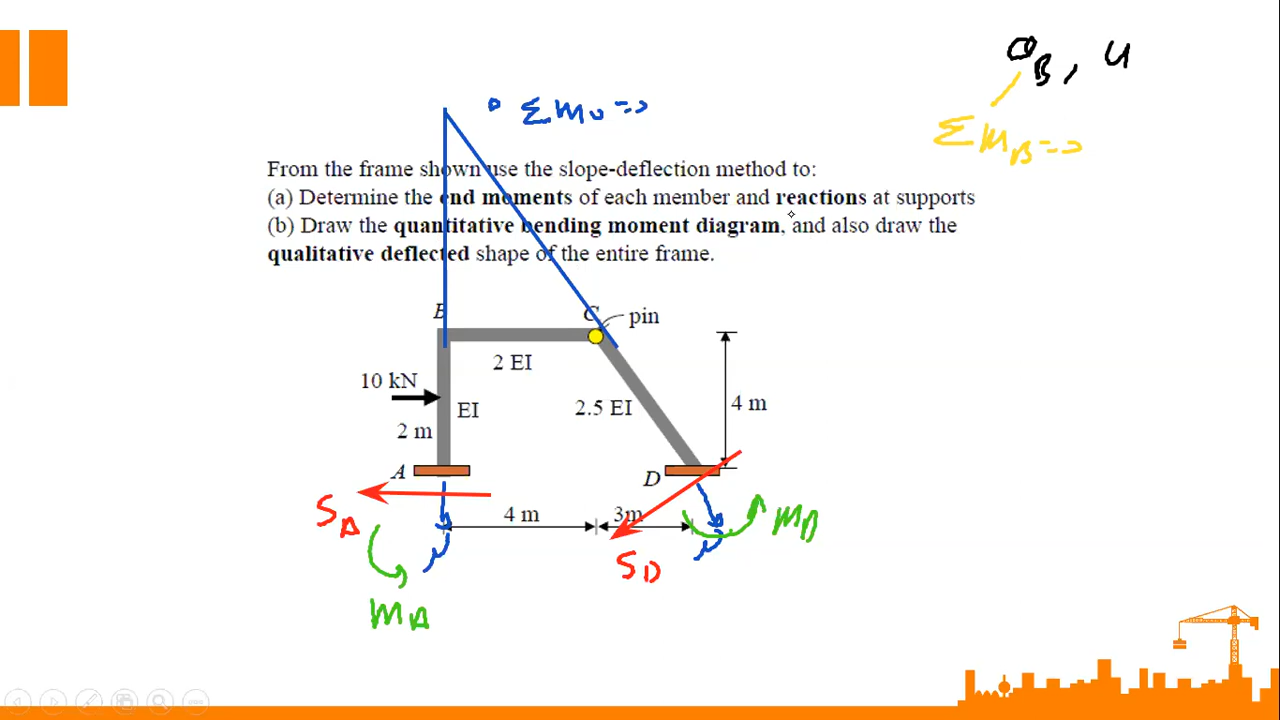 θB, u
ΣMo =>
ΣMB =>
From the frame shown use the slope-deflection method to:
(a) Determine the end moments of each member and reactions at supports
(b) Draw the quantitative bending moment diagram, and also draw the
qualitative deflected shape of the entire frame.
B
C
pin
2 EI
10 kN
EI
2.5 EI
4 m
2 m
A
D
SA
4 m
3m
MD
SD
MA